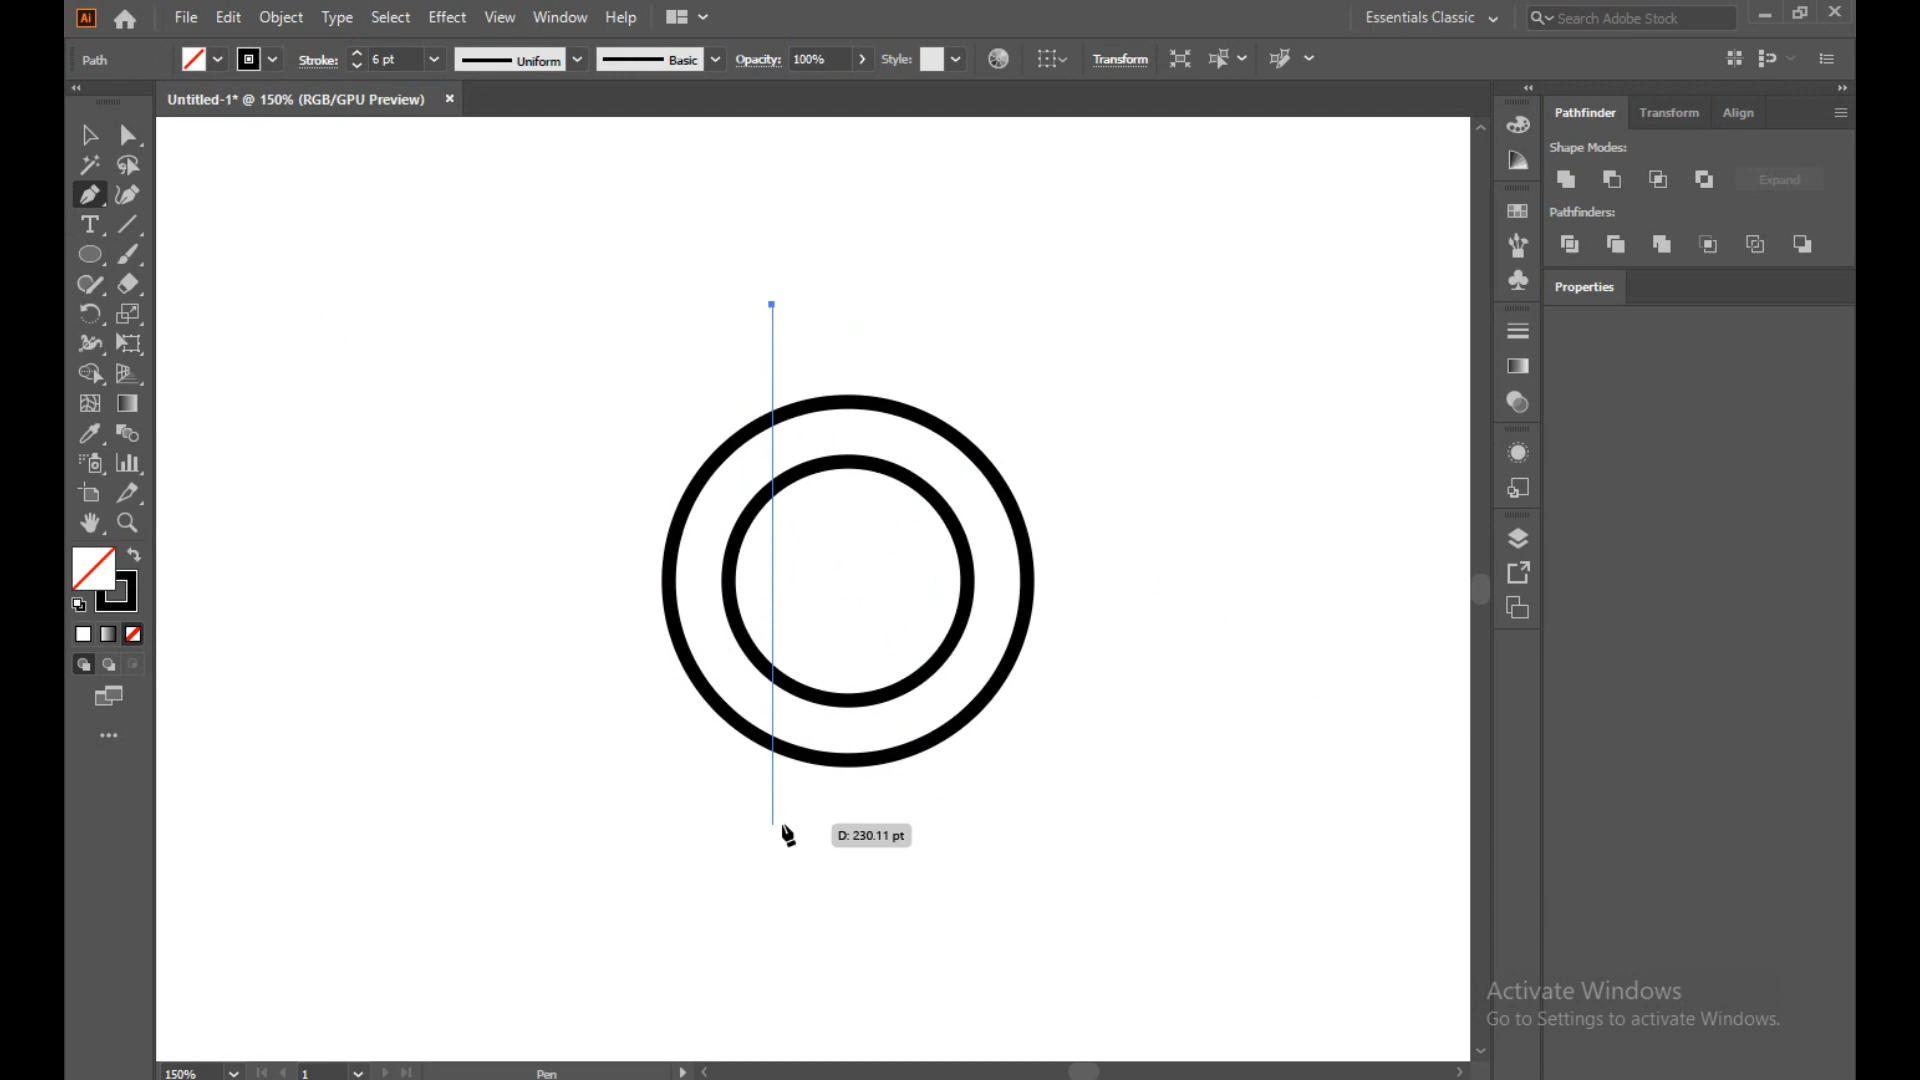 Ai File Edit Object Type Select Effect View Window Help Essentials Classic Search Adobe Stock
Path Stroke: 6 pt Uniform Basic Opacity: 100% Style: Transform
Untitled-1* @ 150% (RGB/GPU Preview)
Pathfinder Transform Align
Shape Modes:
Expand
Pathfinders:
Properties
D: 230.11 pt
Activate Windows
Go to Settings to activate Windows.
150% 1 Pen